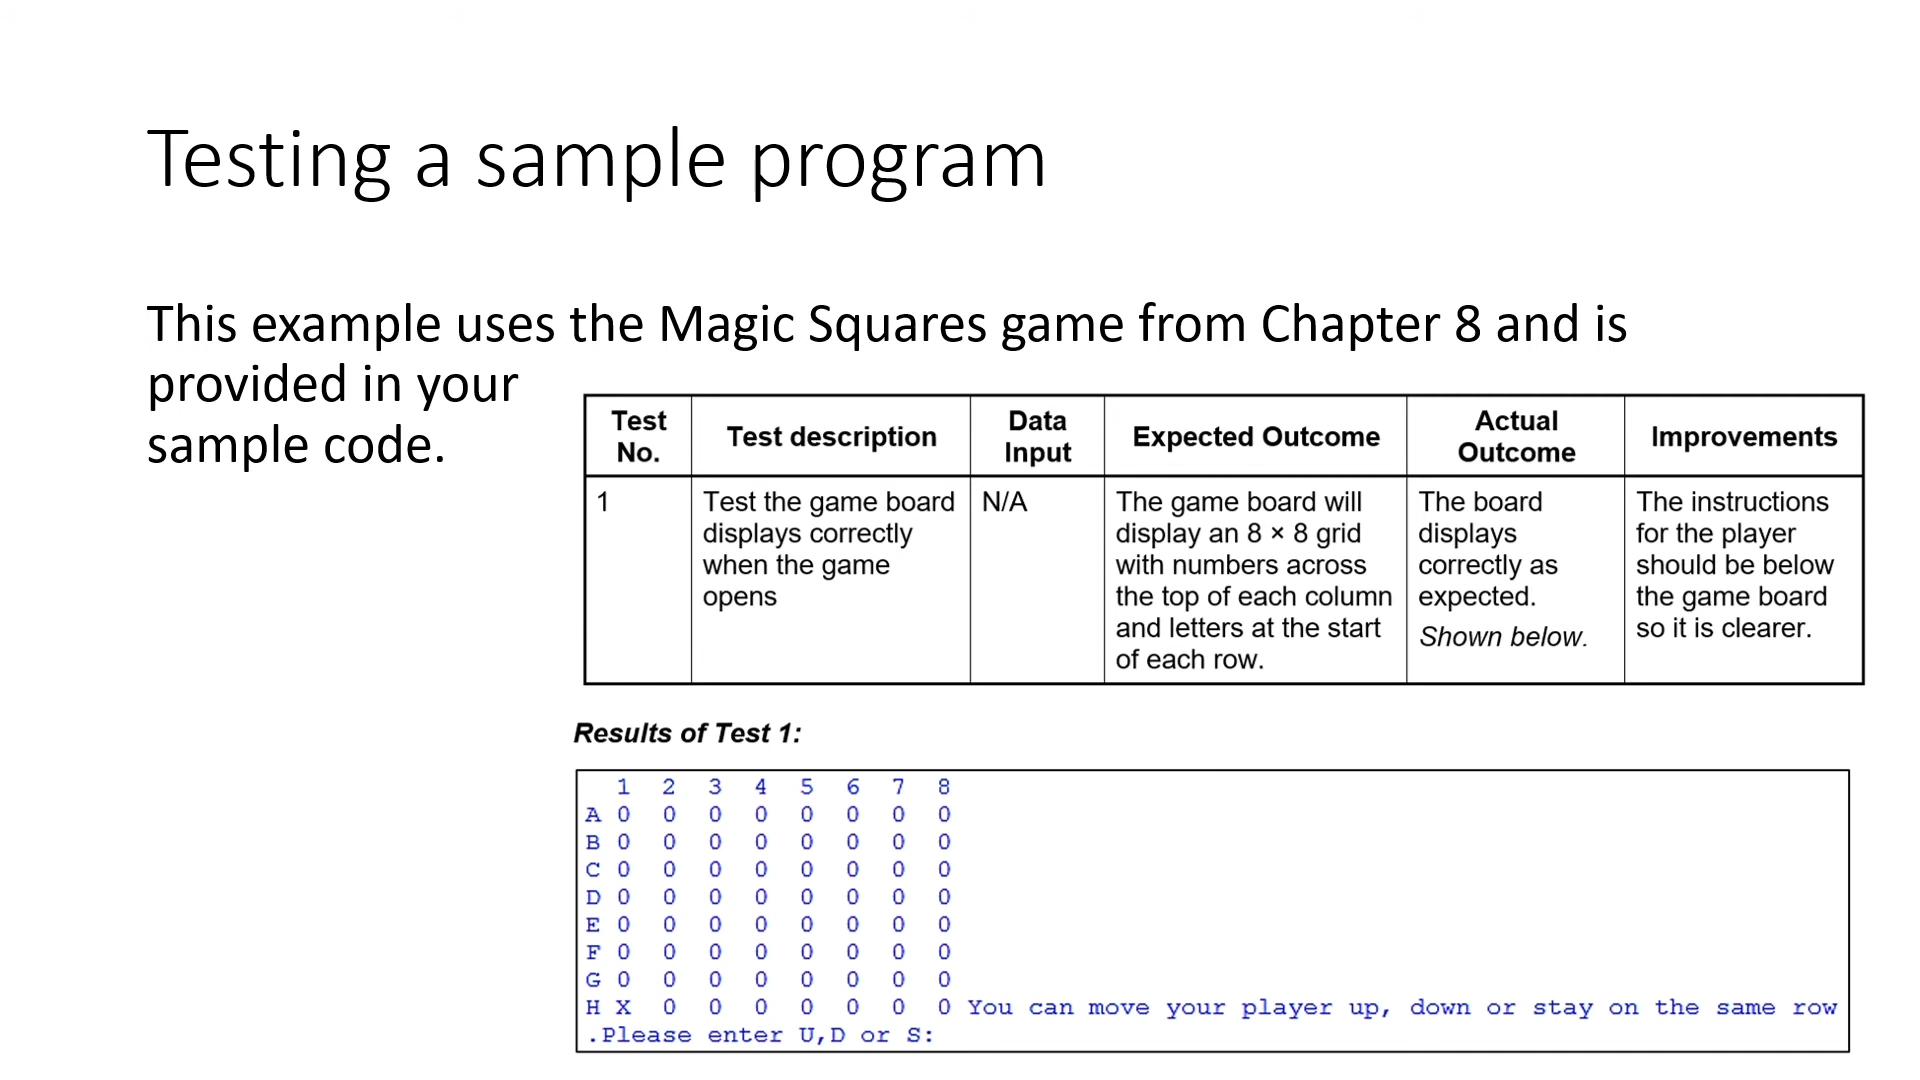 Testing a sample program
This example uses the Magic Squares game from Chapter 8 and is
provided in your
sample code.
Test No. | Test description | Data Input | Expected Outcome | Actual Outcome | Improvements
1 | Test the game board displays correctly when the game opens | N/A | The game board will display an 8 × 8 grid with numbers across the top of each column and letters at the start of each row. | The board displays correctly as expected. Shown below. | The instructions for the player should be below the game board so it is clearer.
Results of Test 1:
1 2 3 4 5 6 7 8
A 0 0 0 0 0 0 0 0
B 0 0 0 0 0 0 0 0
C 0 0 0 0 0 0 0 0
D 0 0 0 0 0 0 0 0
E 0 0 0 0 0 0 0 0
F 0 0 0 0 0 0 0 0
G 0 0 0 0 0 0 0 0
H X 0 0 0 0 0 0 0 You can move your player up, down or stay on the same row
.Please enter U,D or S: